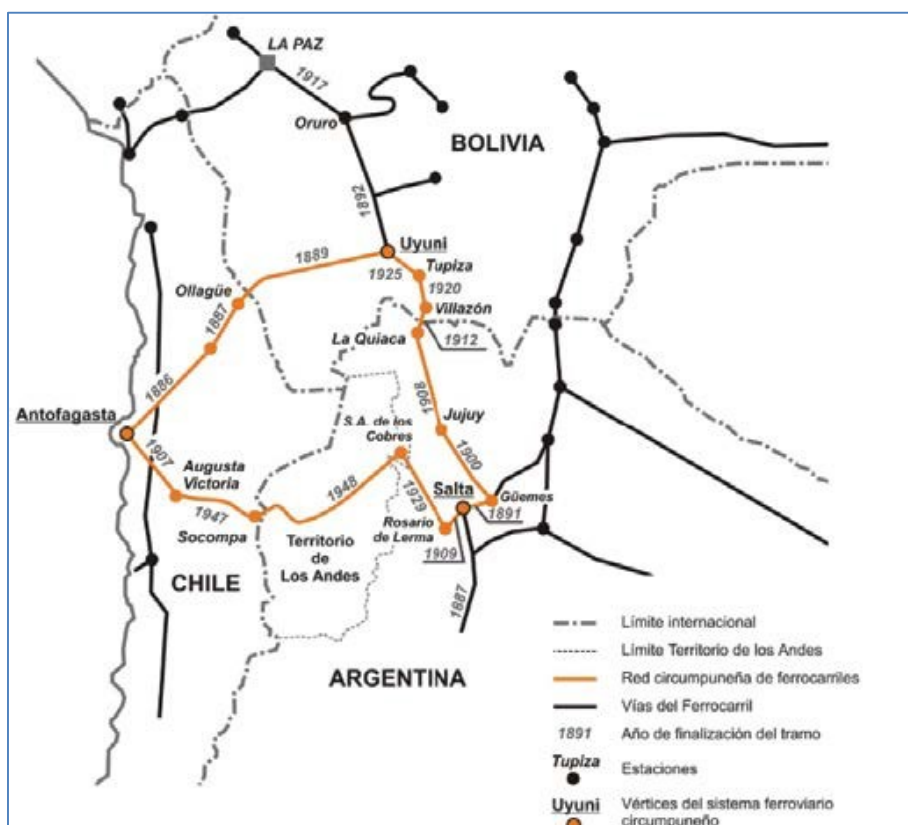 LA PAZ
1917
Oruro
BOLIVIA
1892
Uyuni
1889
1925
Tupiza
Ollagüe
1920
1887
Villazón
La Quiaca
1912
1886
1908
Antofagasta
S.A. de los
Cobres
Jujuy
1907
1900
Augusta
Victoria
1948
1929
Salta
Güemes
1947
1891
Socompa
Rosario
de Lerma
Territorio
de
Los Andes
1909
CHILE
1887
ARGENTINA
Límite internacional
Límite Territorio de los Andes
Red circumpuneña de ferrocarriles
Vías del Ferrocarril
1891 Año de finalización del tramo
Tupiza
Estaciones
Uyuni Vértices del sistema ferroviario
circumpuneño